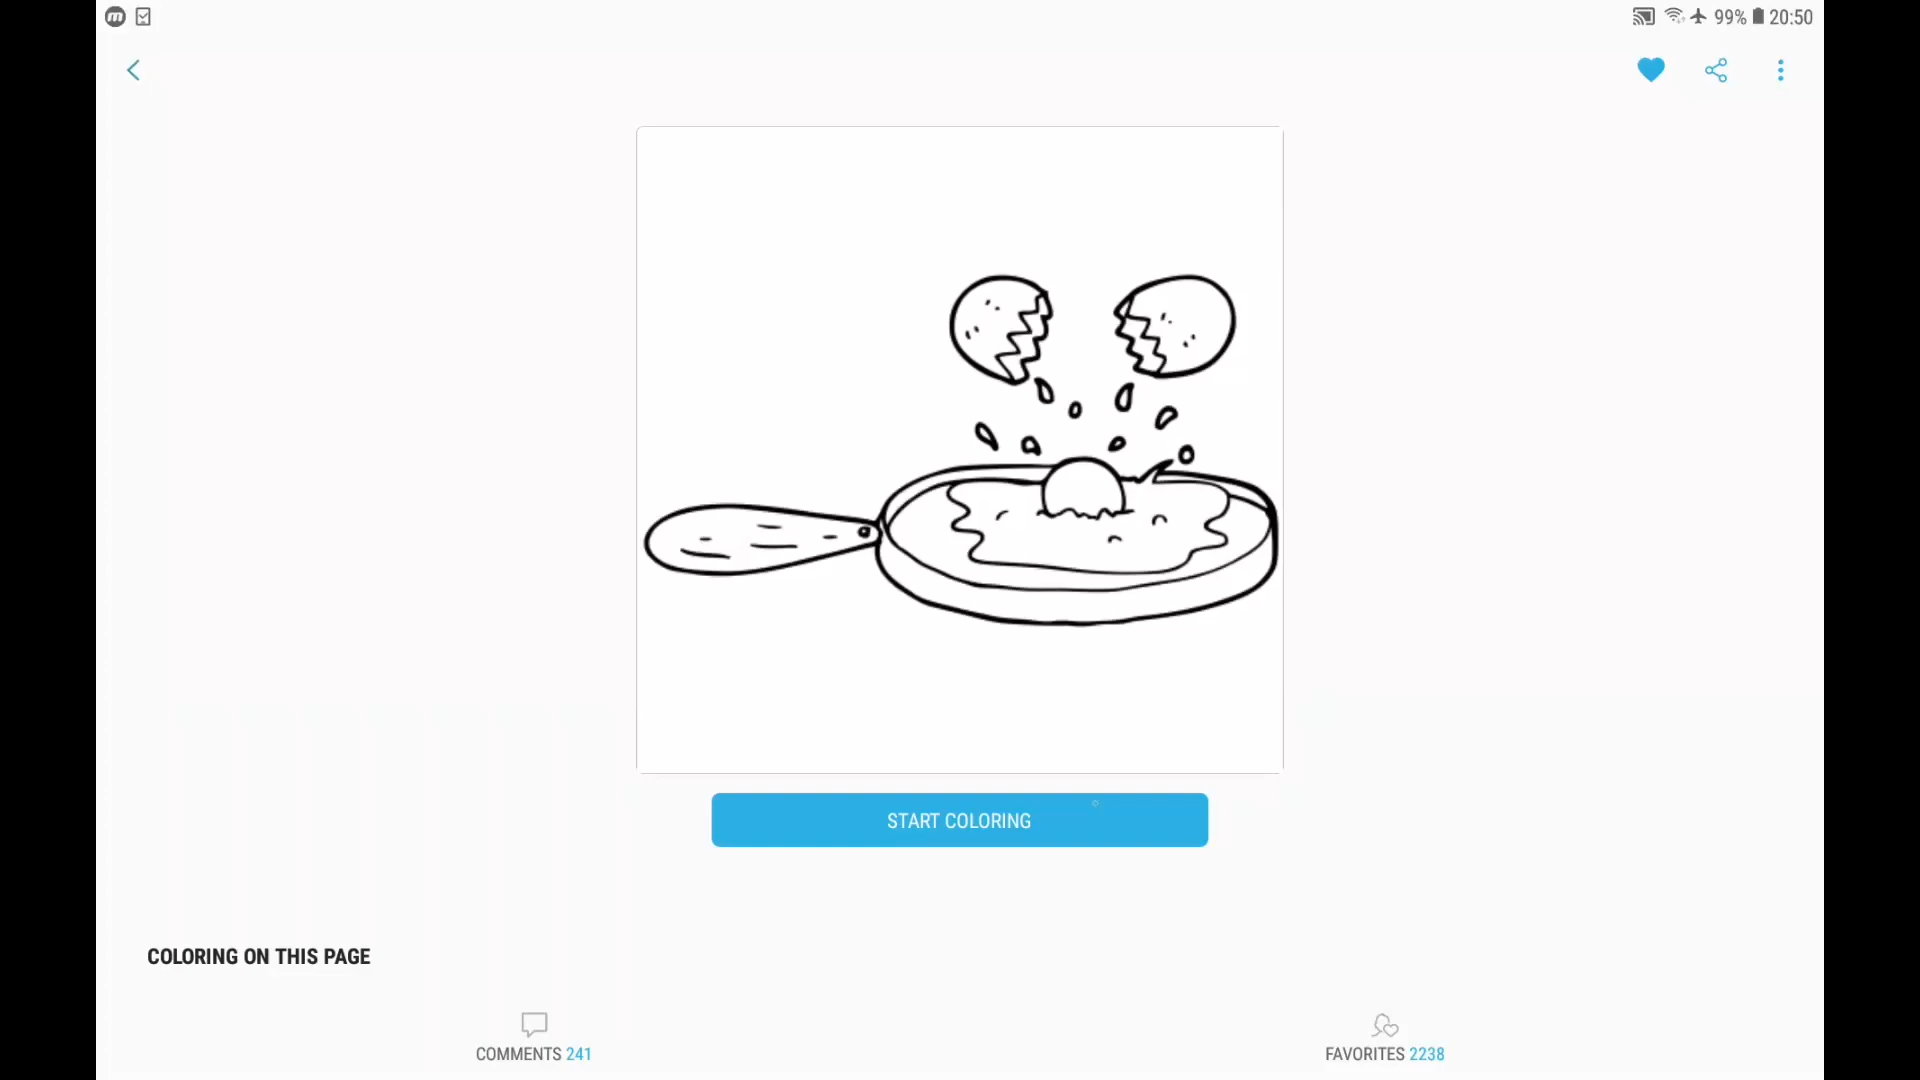 99% 20:50
START COLORING
COLORING ON THIS PAGE
COMMENTS 241
FAVORITES 2238